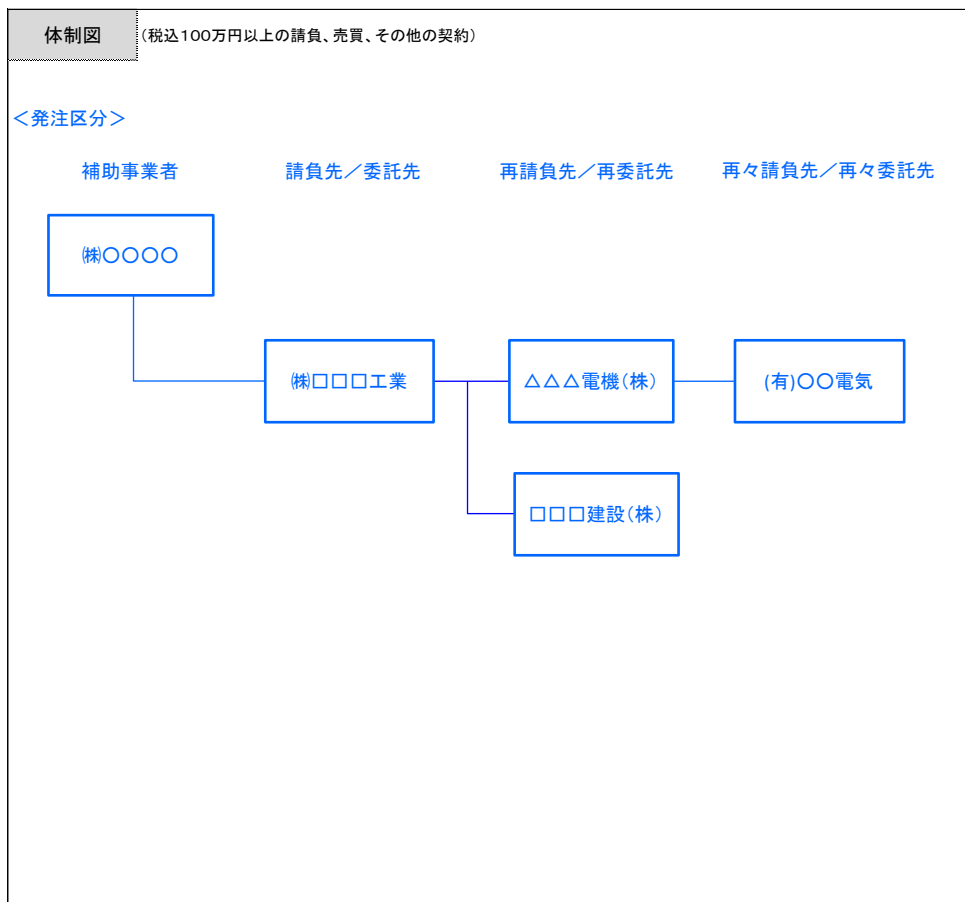 体制図 (税込100万円以上の請負、売買、その他の契約)
＜発注区分＞
補助事業者 請負先／委託先 再請負先／再委託先 再々請負先／再々委託先
㈱〇〇〇〇
㈱□□□工業 △△△電機(株) (有)〇〇電気
□□□建設(株)